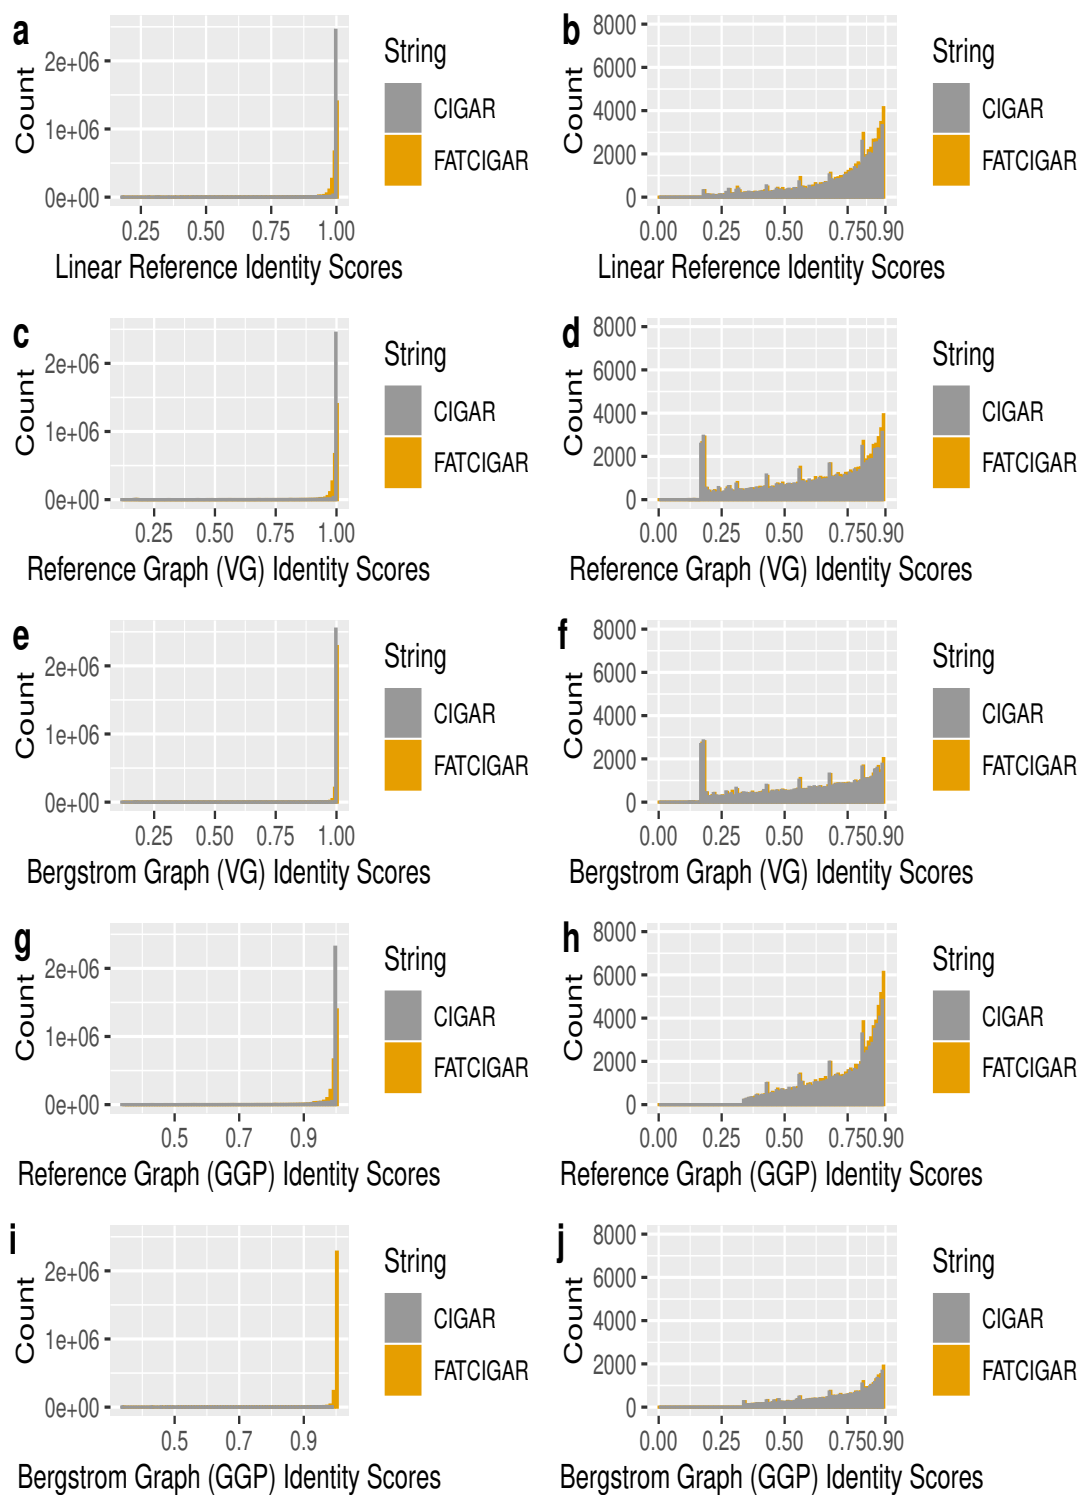 a
Count
2e+06
1e+06
0e+00
0.25 0.50 0.75 1.00
Linear Reference Identity Scores
String
CIGAR
FATCIGAR
b
Count
8000
6000
4000
2000
0
0.00 0.25 0.50 0.75 0.90
Linear Reference Identity Scores
String
CIGAR
FATCIGAR
c
Count
2e+06
1e+06
0e+00
0.25 0.50 0.75 1.00
Reference Graph (VG) Identity Scores
String
CIGAR
FATCIGAR
d
Count
8000
6000
4000
2000
0
0.00 0.25 0.50 0.75 0.90
Reference Graph (VG) Identity Scores
String
CIGAR
FATCIGAR
e
Count
2e+06
1e+06
0e+00
0.25 0.50 0.75 1.00
Bergstrom Graph (VG) Identity Scores
String
CIGAR
FATCIGAR
f
Count
8000
6000
4000
2000
0
0.00 0.25 0.50 0.75 0.90
Bergstrom Graph (VG) Identity Scores
String
CIGAR
FATCIGAR
g
Count
2e+06
1e+06
0e+00
0.5 0.7 0.9
Reference Graph (GGP) Identity Scores
String
CIGAR
FATCIGAR
h
Count
8000
6000
4000
2000
0
0.00 0.25 0.50 0.75 0.90
Reference Graph (GGP) Identity Scores
String
CIGAR
FATCIGAR
i
Count
2e+06
1e+06
0e+00
0.5 0.7 0.9
Bergstrom Graph (GGP) Identity Scores
String
CIGAR
FATCIGAR
j
Count
8000
6000
4000
2000
0
0.00 0.25 0.50 0.75 0.90
Bergstrom Graph (GGP) Identity Scores
String
CIGAR
FATCIGAR